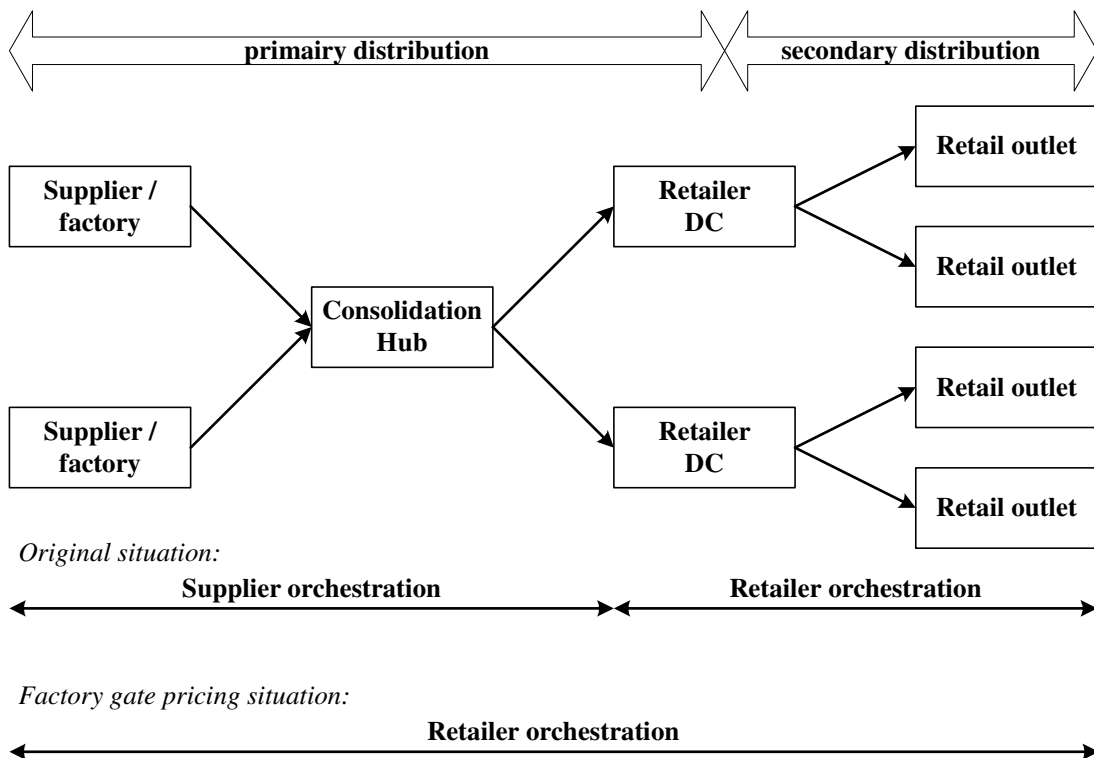 primairy distribution
secondary distribution
Retail outlet
Supplier /
factory
Retailer
DC
Retail outlet
Consolidation
Hub
Retail outlet
Supplier /
factory
Retailer
DC
Retail outlet
Original situation:
Supplier orchestration
Retailer orchestration
Factory gate pricing situation:
Retailer orchestration